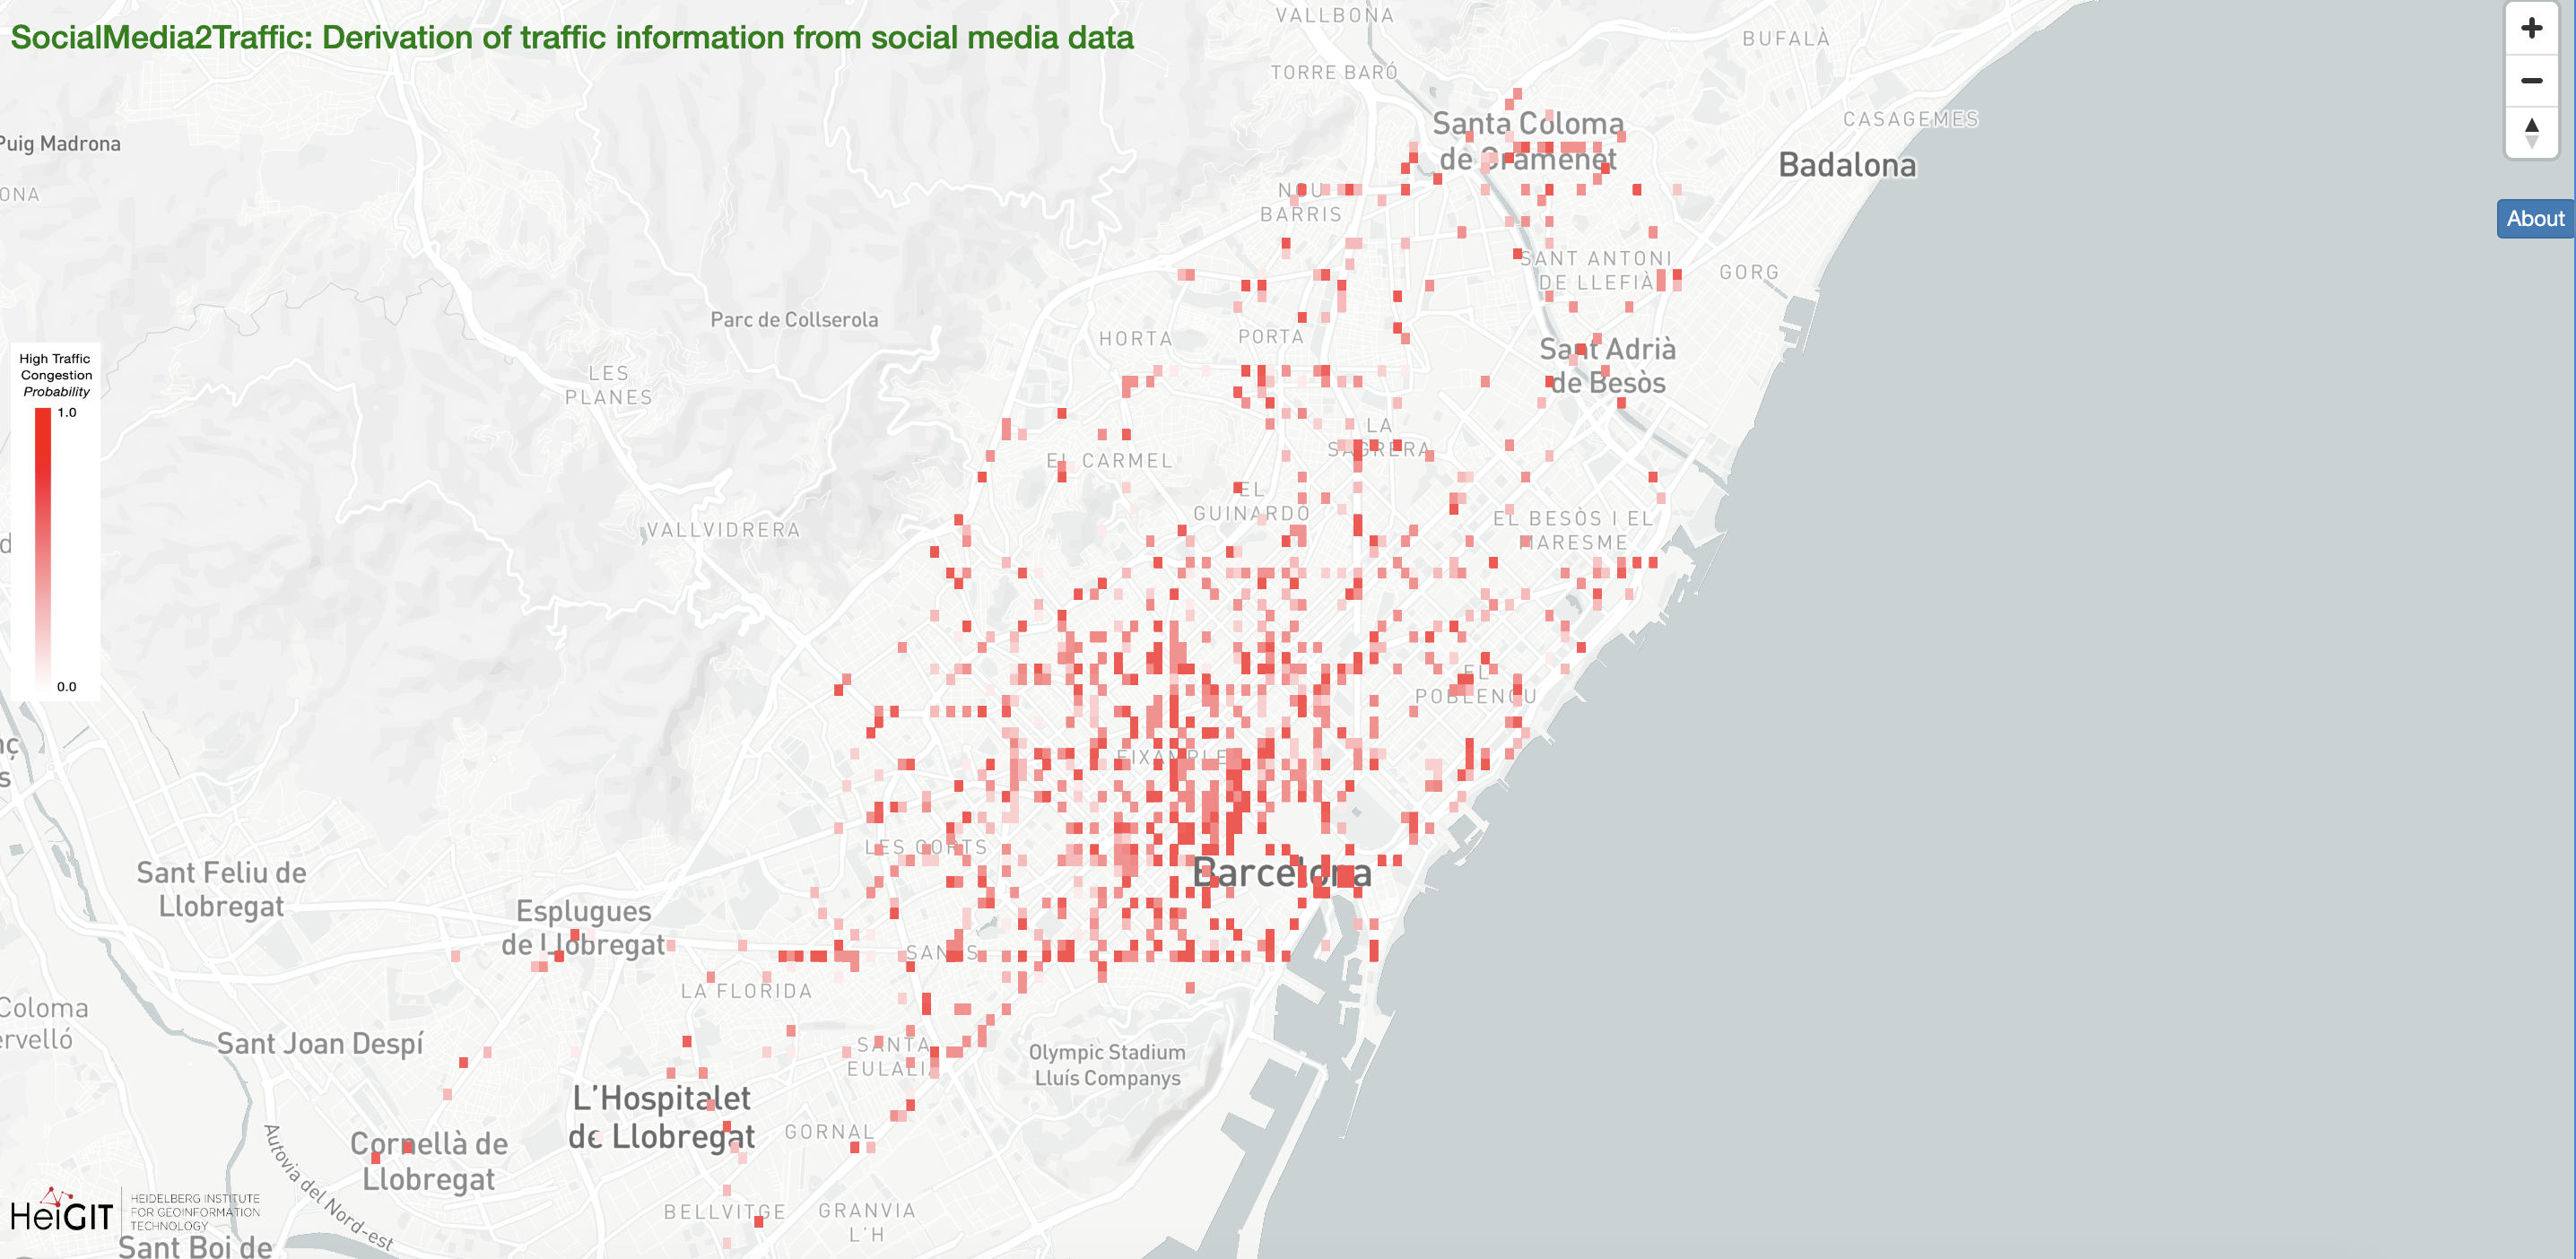 SocialMedia2Traffic: Derivation of traffic information from social media data
VALLBONA
BUFALÀ
TORRE BARÓ
CASAGEMES
Santa Coloma
de Gramenet
Puig Madrona
Badalona
ONA
NOU
BARRIS
About
SANT ANTONI
DE LLEFIÀ
GORG
Parc de Collserola
HORTA
PORTA
Sant Adrià
de Besòs
High Traffic
Congestion
Probability
1.0
0.0
LES
PLANES
LA
SAGRERA
EL CARMEL
EL
GUINARDÓ
VALLVIDRERA
EL BESÒS I EL
MARESME
EL
POBLENOU
EIXAMPLE
LES CORTS
Barcelona
Sant Feliu de
Llobregat
Esplugues
de Llobregat
SANTS
LA FLORIDA
Coloma
ervelló
Sant Joan Despí
SANTA
EULALIA
Olympic Stadium
Lluís Companys
L'Hospitalet
de Llobregat
GORNAL
Cornellà de
Llobregat
Autovia del Nord-est
BELLVITGE
GRANVIA
L'H
HeiGIT
HEIDELBERG INSTITUTE
FOR GEOINFORMATION
TECHNOLOGY
Sant Boi de